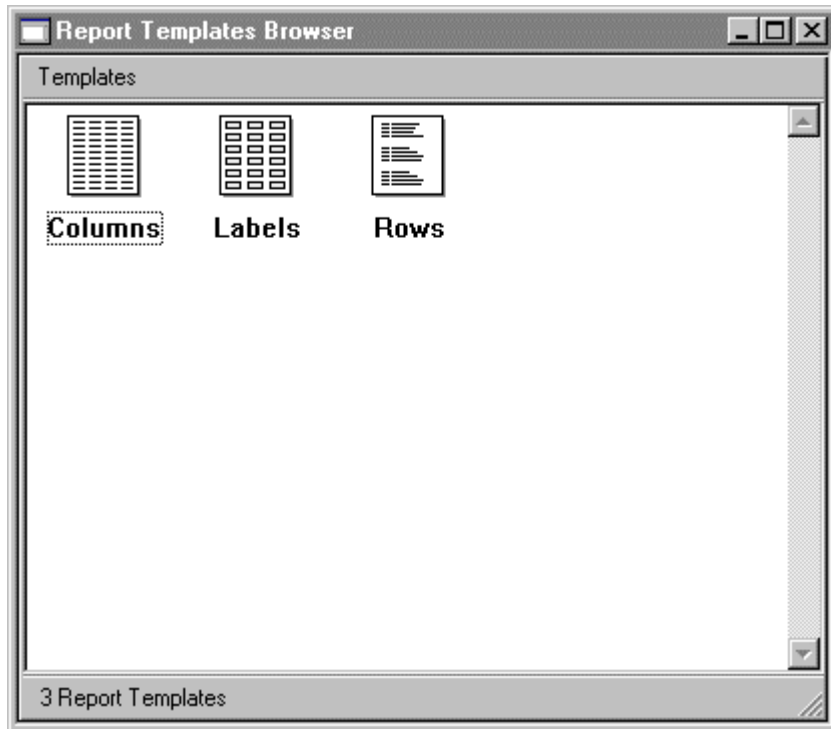 Report Templates Browser
Templates
Columns Labels Rows
3 Report Templates